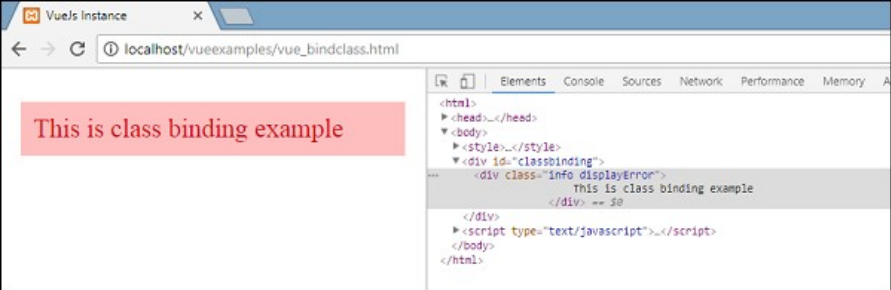 VueJs Instance
localhost/vueexamples/vue_bindclass.html
Elements Console Sources Network Performance Memory A
This is class binding example
<html>
<head>…</head>
<body>
<style>…</style>
<div id="classbinding">
<div class="info displayError">
This is class binding example
</div> == $0
</div>
<script type="text/javascript">…</script>
</body>
</html>